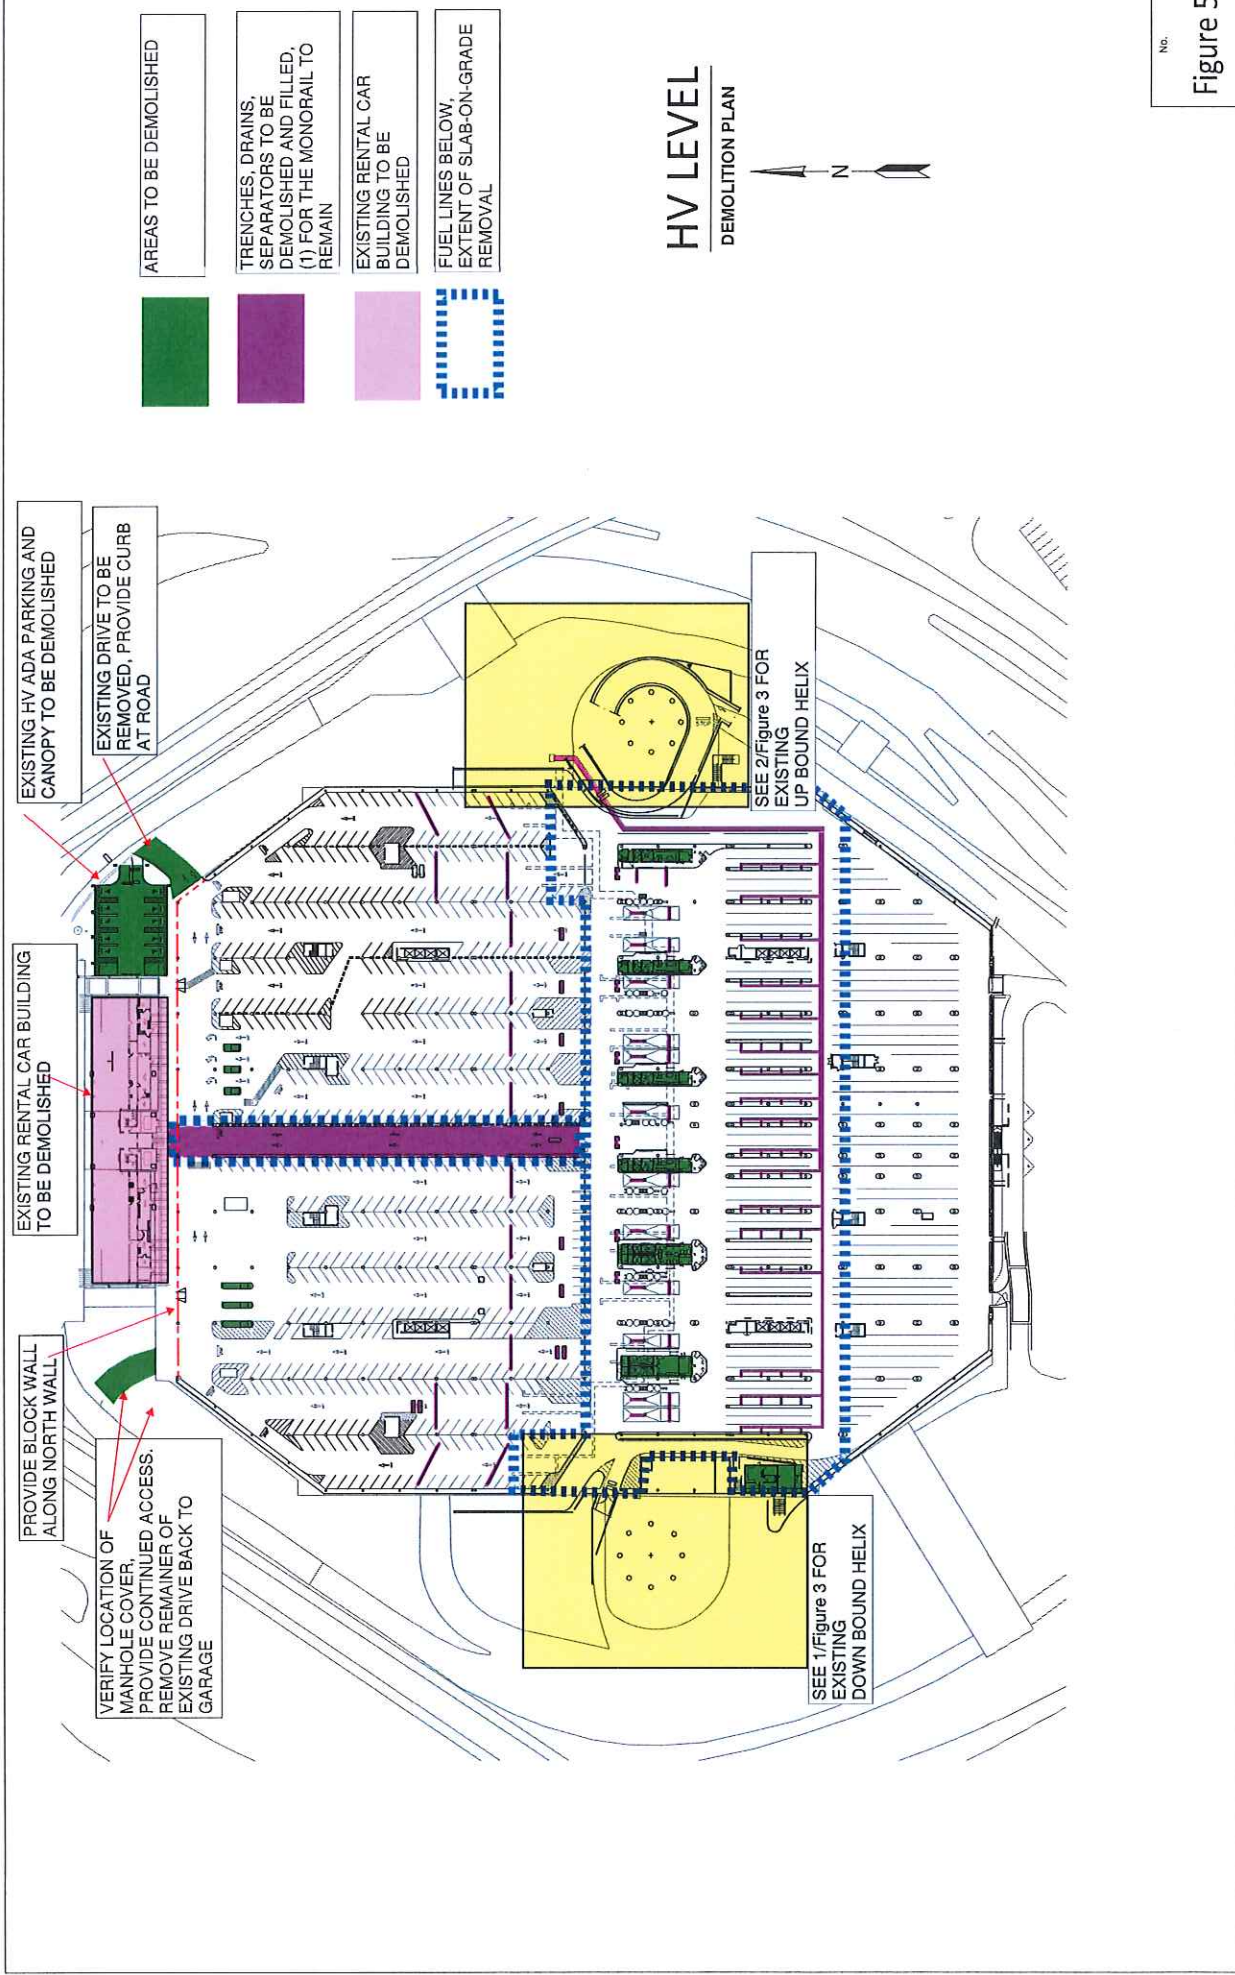 EXISTING HV ADA PARKING AND
CANOPY TO BE DEMOLISHED
EXISTING DRIVE TO BE
REMOVED, PROVIDE CURB
AT ROAD
EXISTING RENTAL CAR BUILDING
TO BE DEMOLISHED
PROVIDE BLOCK WALL
ALONG NORTH WALL
VERIFY LOCATION OF
MANHOLE COVER,
PROVIDE CONTINUED ACCESS.
REMOVE REMAINER OF
EXISTING DRIVE BACK TO
GARAGE
SEE 2/Figure 3 FOR
EXISTING
UP BOUND HELIX
SEE 1/Figure 3 FOR
EXISTING
DOWN BOUND HELIX
AREAS TO BE DEMOLISHED
TRENCHES, DRAINS,
SEPARATORS TO BE
DEMOLISHED AND FILLED,
(1) FOR THE MONORAIL TO
REMAIN
EXISTING RENTAL CAR
BUILDING TO BE
DEMOLISHED
FUEL LINES BELOW,
EXTENT OF SLAB-ON-GRADE
REMOVAL
HV LEVEL
DEMOLITION PLAN
N
No.
Figure 5